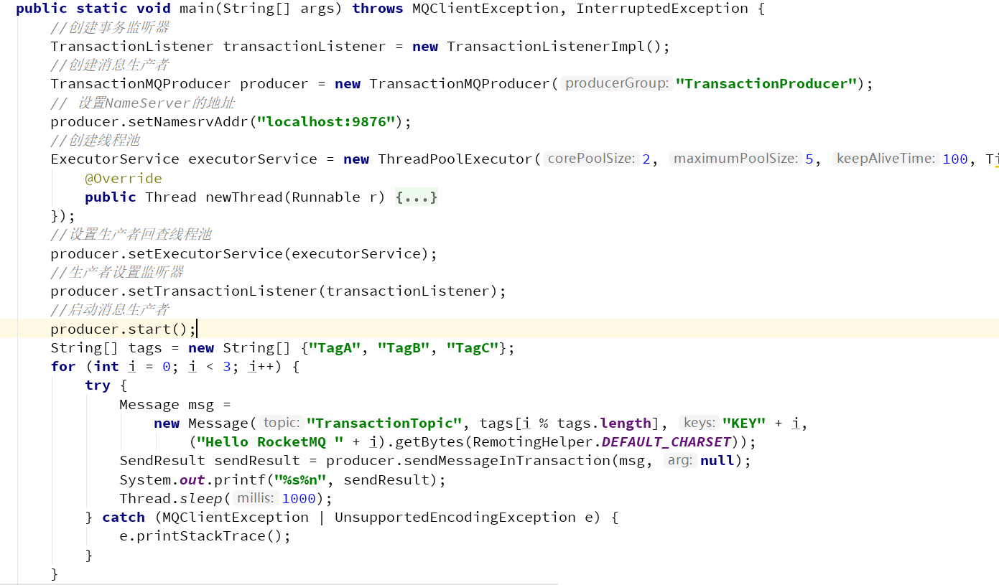 public static void main(String[] args) throws MQClientException, InterruptedException {
//创建事务监听器
TransactionListener transactionListener = new TransactionListenerImpl();
//创建消息生产者
TransactionMQProducer producer = new TransactionMQProducer( producerGroup: "TransactionProducer");
// 设置NameServer的地址
producer.setNamesrvAddr("localhost:9876");
//创建线程池
ExecutorService executorService = new ThreadPoolExecutor( corePoolSize: 2, maximumPoolSize: 5, keepAliveTime: 100, Ti
@Override
public Thread newThread(Runnable r) {...}
});
//设置生产者回查线程池
producer.setExecutorService(executorService);
//生产者设置监听器
producer.setTransactionListener(transactionListener);
//启动消息生产者
producer.start();
String[] tags = new String[] {"TagA", "TagB", "TagC"};
for (int i = 0; i < 3; i++) {
try {
Message msg =
new Message( topic: "TransactionTopic", tags[i % tags.length], keys: "KEY" + i,
("Hello RocketMQ " + i).getBytes(RemotingHelper.DEFAULT_CHARSET));
SendResult sendResult = producer.sendMessageInTransaction(msg, arg: null);
System.out.printf("%s%n", sendResult);
Thread.sleep( millis: 1000);
} catch (MQClientException | UnsupportedEncodingException e) {
e.printStackTrace();
}
}